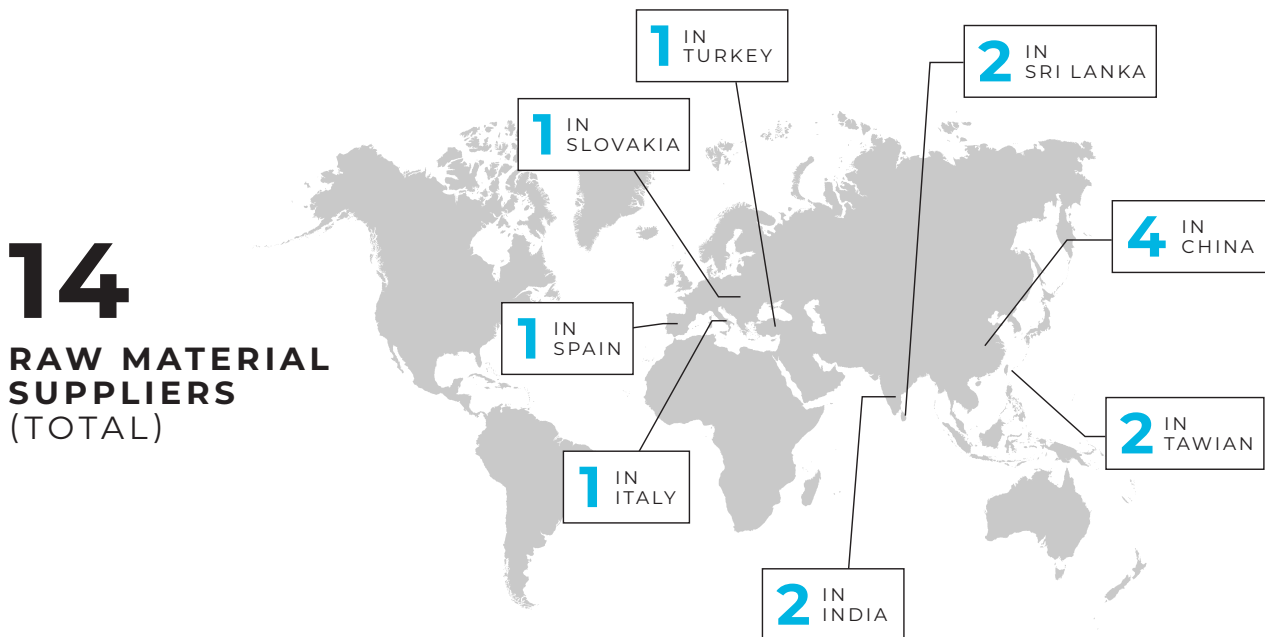 14
RAW MATERIAL
SUPPLIERS
(TOTAL)
1 IN
TURKEY
2 IN
SRI LANKA
1 IN
SLOVAKIA
4 IN
CHINA
1 IN
SPAIN
2 IN
TAWIAN
1 IN
ITALY
2 IN
INDIA